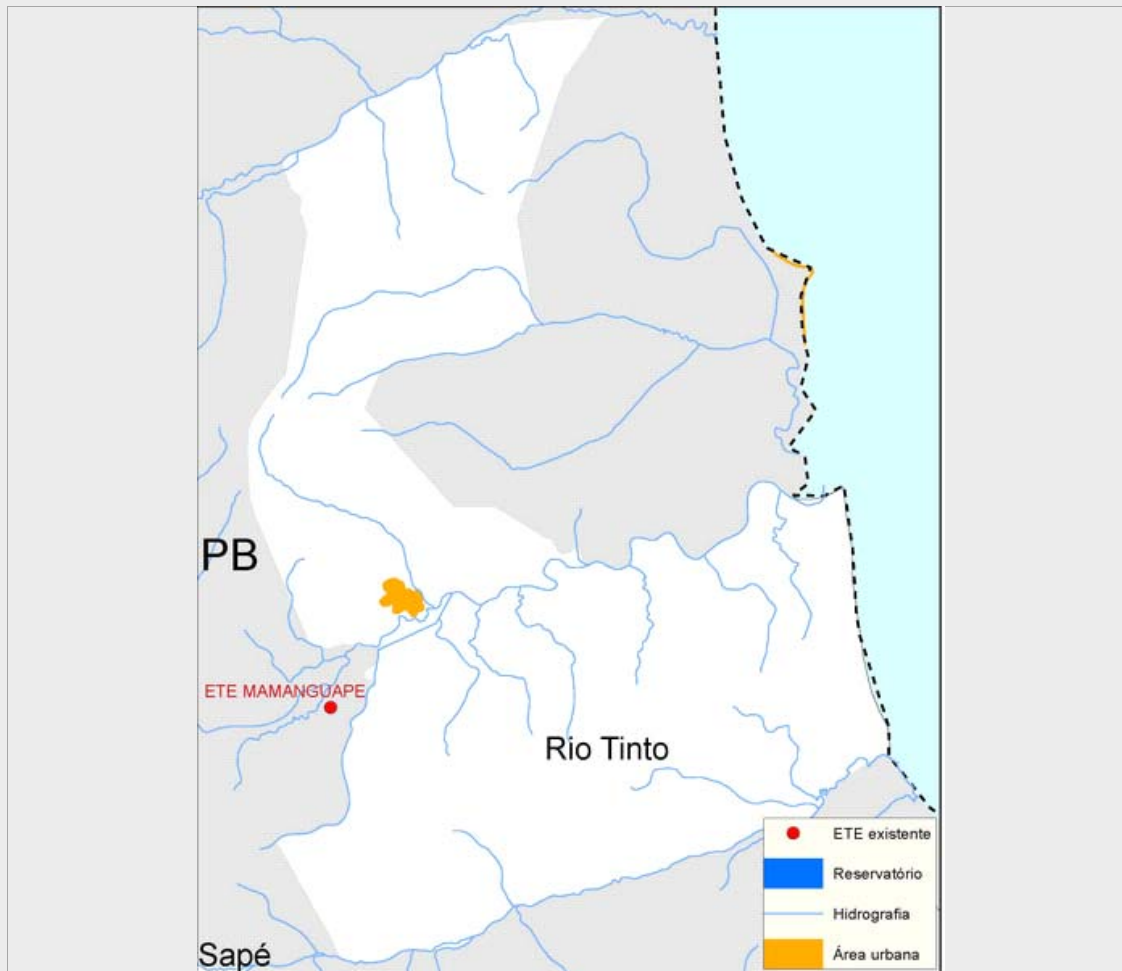 PB
ETE MAMANGUAPE
Rio Tinto
ETE existente
Reservatório
Hidrografia
Área urbana
Sapé